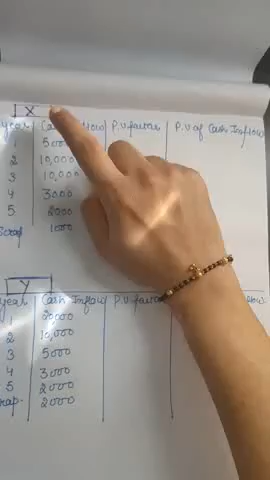 X
year Cash Inflow P.V factor P.V of Cash Inflow
1 5000
2 10,000
3 10,000
4 3000
5 2000
Scrap 1000
Y
year Cash Inflow P.V factor
20000
2 10,000
3 5000
4 3000
5 2000
rap. 2000